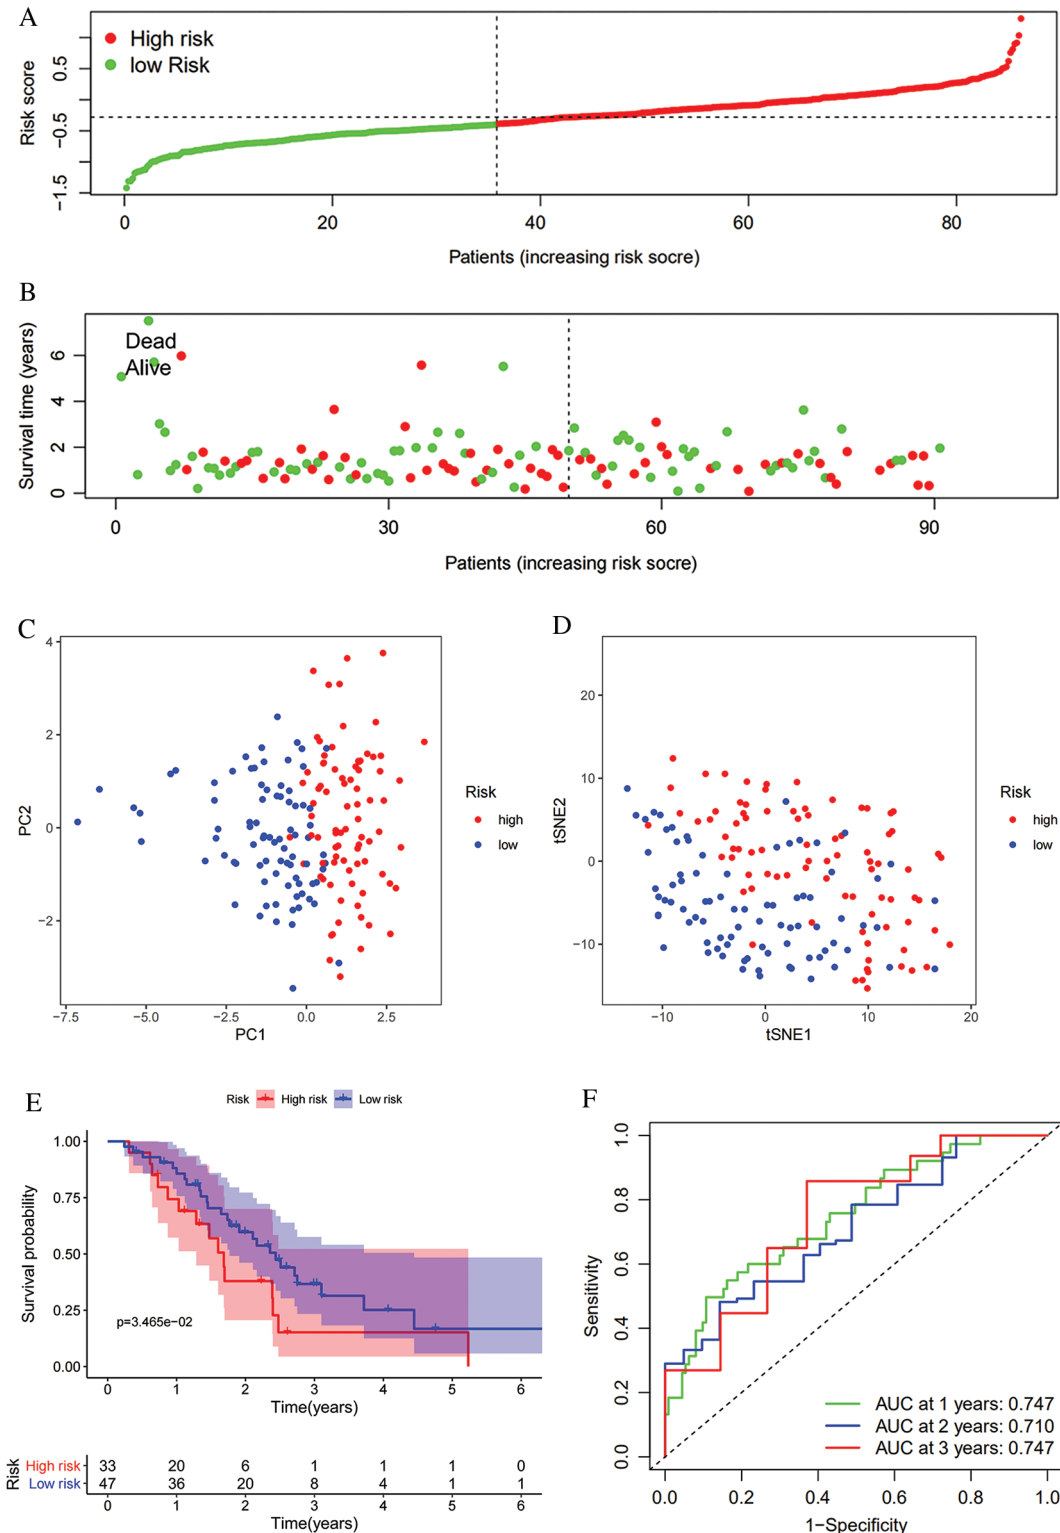 A
High risk
low Risk
Risk score
0.5
−0.5
−1.5
0 20 40 60 80
Patients (increasing risk socre)
B
Dead
Alive
Survival time (years)
6
4
2
0
0 30 60 90
Patients (increasing risk socre)
C
PC2
4
2
0
−2
−7.5 −5.0 −2.5 0.0 2.5
PC1
Risk
high
low
D
tSNE2
20
10
0
−10
−10 0 10 20
tSNE1
Risk
high
low
E
Risk High risk Low risk
Survival probability
1.00
0.75
0.50
0.25
0.00
p=3.465e−02
0 1 2 3 4 5 6
Time(years)
Risk
High risk 33 20 6 1 1 1 0
Low risk 47 36 20 8 4 1 1
0 1 2 3 4 5 6
Time(years)
F
Sensitivity
1.0
0.8
0.6
0.4
0.2
0.0
AUC at 1 years: 0.747
AUC at 2 years: 0.710
AUC at 3 years: 0.747
0.0 0.2 0.4 0.6 0.8 1.0
1−Specificity